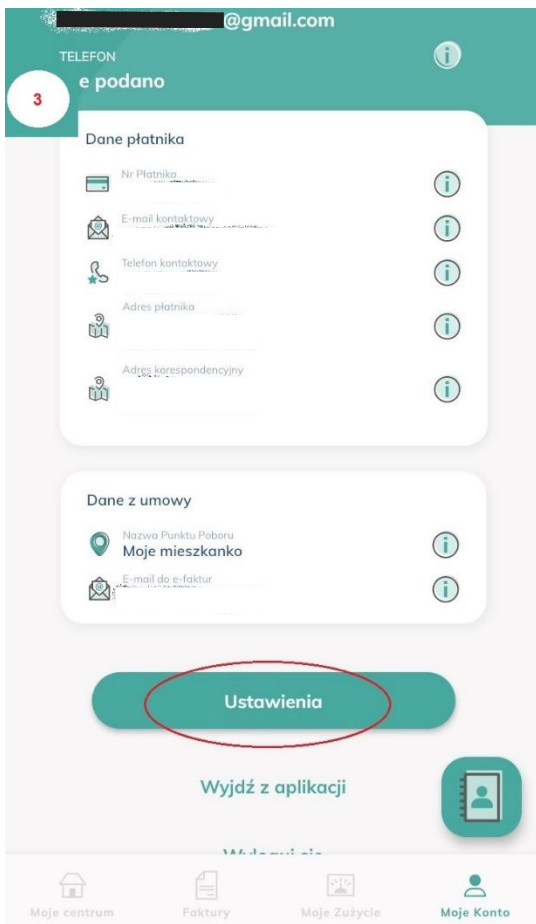 @gmail.com
TELEFON
e podano
3
Dane płatnika
Nr Płatnika
E-mail kontaktowy
Telefon kontaktowy
Adres płatnika
Adres korespondencyjny
Dane z umowy
Nazwa Punktu Poboru
Moje mieszkanko
E-mail do e-faktur
Ustawienia
Wyjdź z aplikacji
Moje centrum
Faktury
Moje Zużycie
Moje Konto